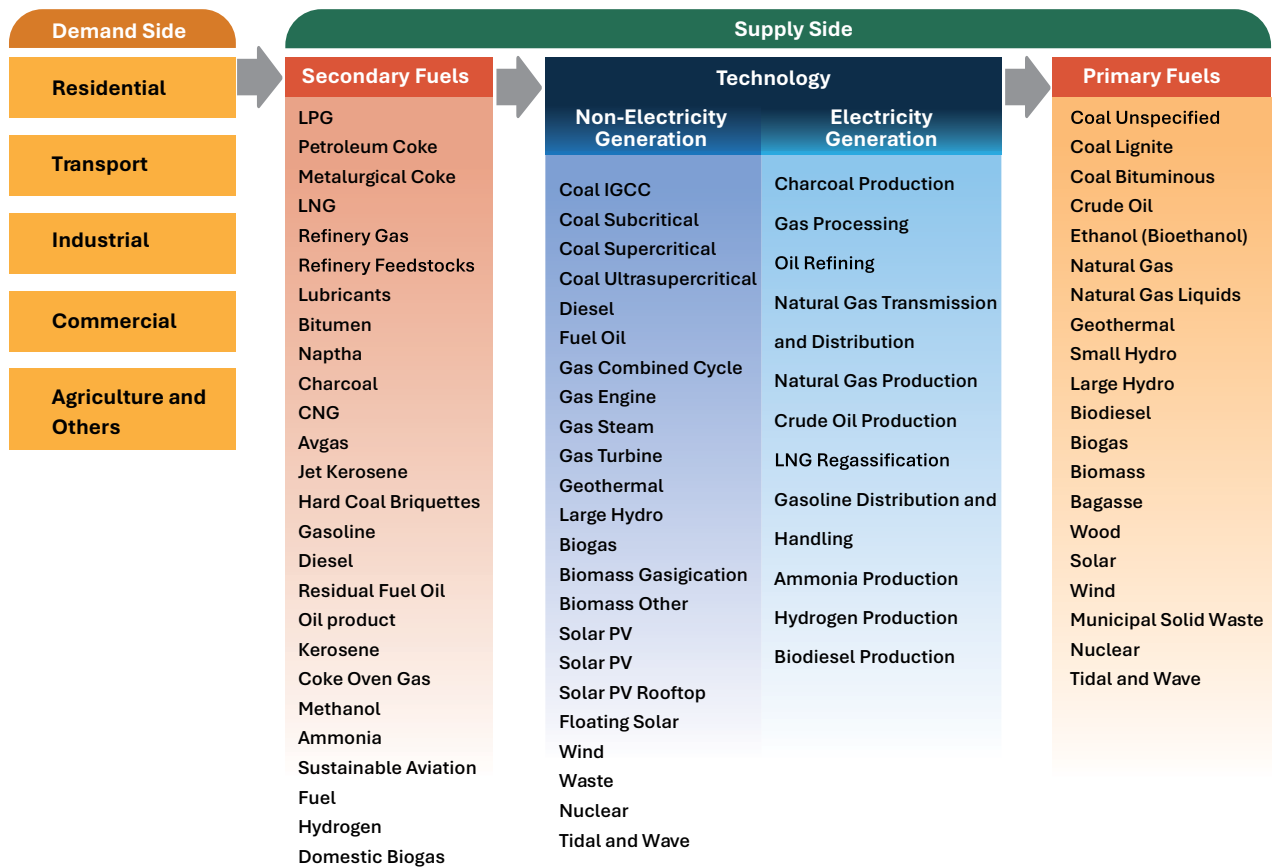 Demand Side
Residential
Transport
Industrial
Commercial
Agriculture and
Others
Supply Side
Secondary Fuels
LPG
Petroleum Coke
Metalurgical Coke
LNG
Refinery Gas
Refinery Feedstocks
Lubricants
Bitumen
Naptha
Charcoal
CNG
Avgas
Jet Kerosene
Hard Coal Briquettes
Gasoline
Diesel
Residual Fuel Oil
Oil product
Kerosene
Coke Oven Gas
Methanol
Ammonia
Sustainable Aviation
Fuel
Hydrogen
Domestic Biogas
Technology
Non-Electricity
Generation
Coal IGCC
Coal Subcritical
Coal Supercritical
Coal Ultrasupercritical
Diesel
Fuel Oil
Gas Combined Cycle
Gas Engine
Gas Steam
Gas Turbine
Geothermal
Large Hydro
Biogas
Biomass Gasigication
Biomass Other
Solar PV
Solar PV
Solar PV Rooftop
Floating Solar
Wind
Waste
Nuclear
Tidal and Wave
Electricity
Generation
Charcoal Production
Gas Processing
Oil Refining
Natural Gas Transmission
and Distribution
Natural Gas Production
Crude Oil Production
LNG Regassification
Gasoline Distribution and
Handling
Ammonia Production
Hydrogen Production
Biodiesel Production
Primary Fuels
Coal Unspecified
Coal Lignite
Coal Bituminous
Crude Oil
Ethanol (Bioethanol)
Natural Gas
Natural Gas Liquids
Geothermal
Small Hydro
Large Hydro
Biodiesel
Biogas
Biomass
Bagasse
Wood
Solar
Wind
Municipal Solid Waste
Nuclear
Tidal and Wave